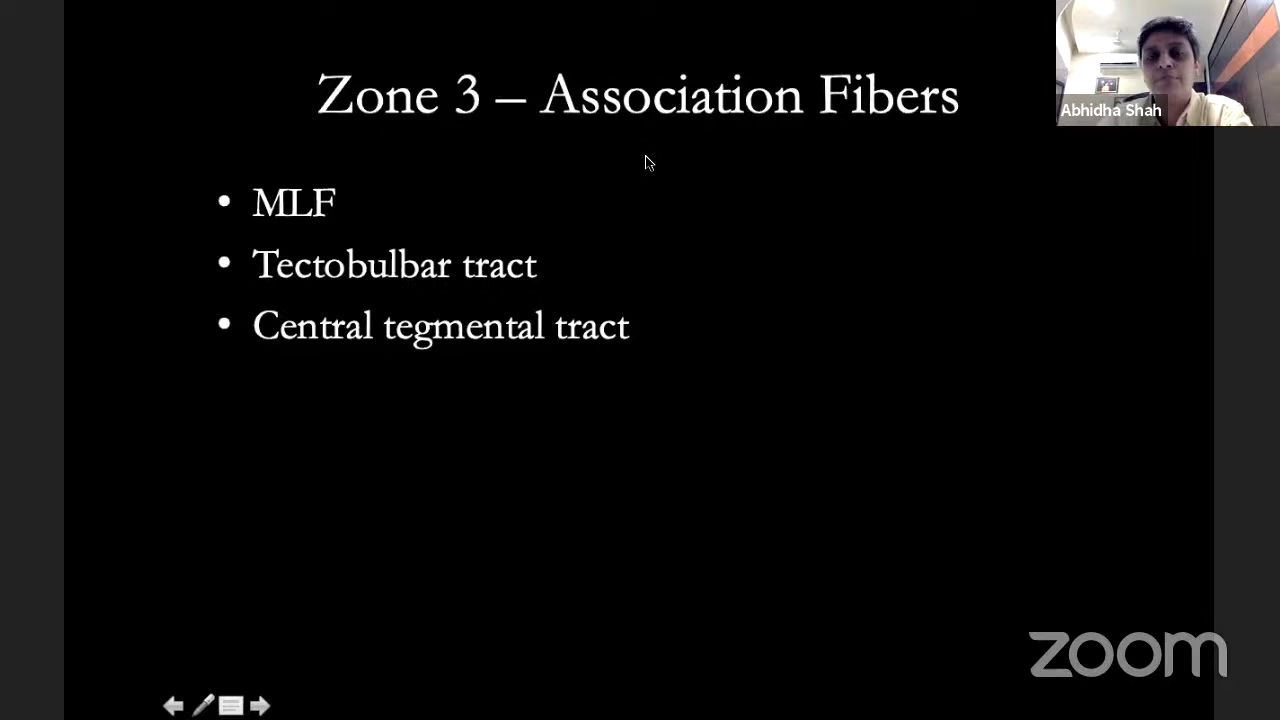 Zone 3 – Association Fibers
Abhidha Shah
• MLF
• Tectobulbar tract
• Central tegmental tract
zoom